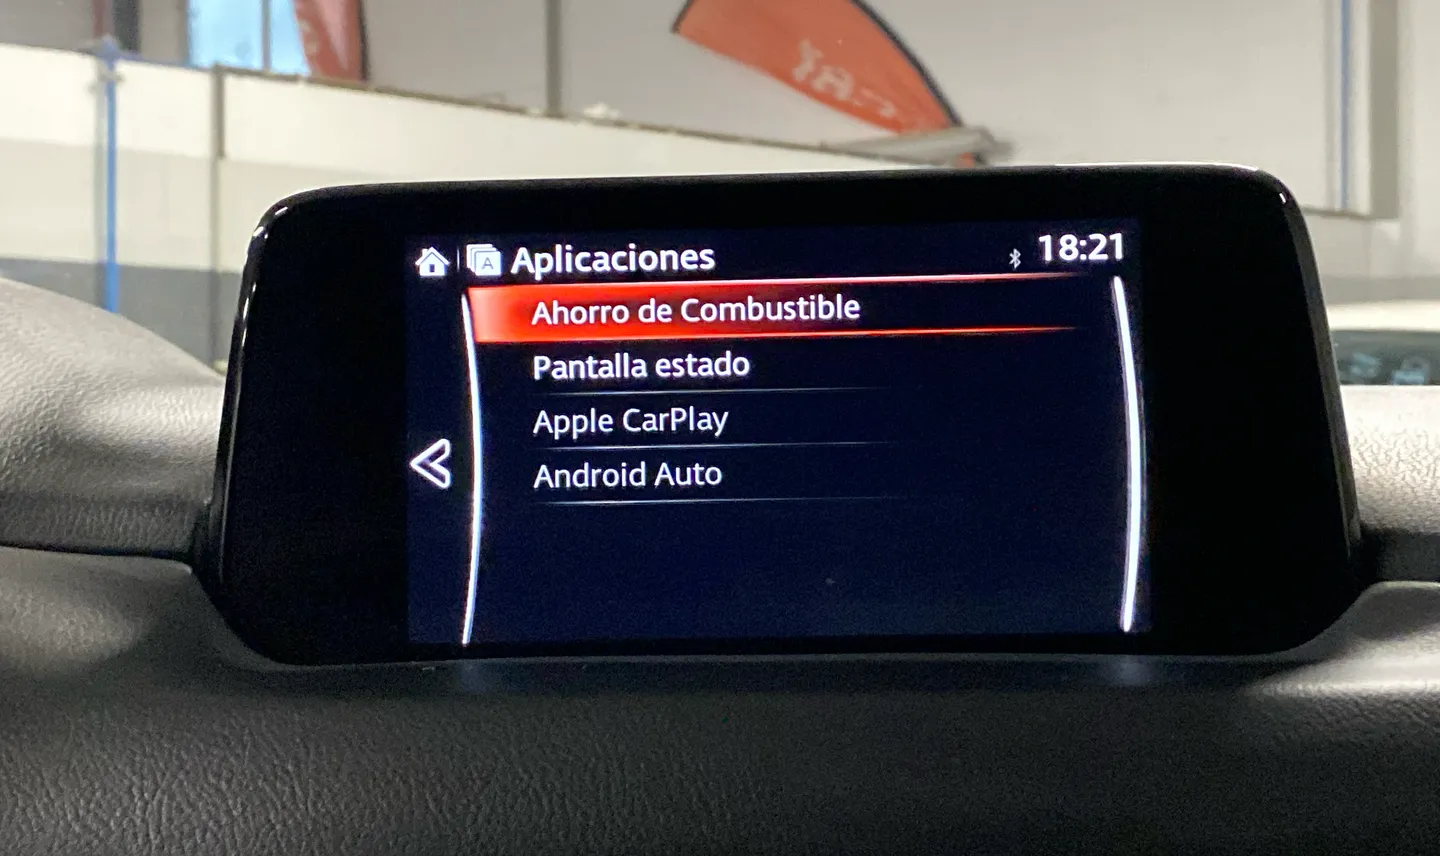 Aplicaciones
18:21
Ahorro de Combustible
Pantalla estado
Apple CarPlay
Android Auto